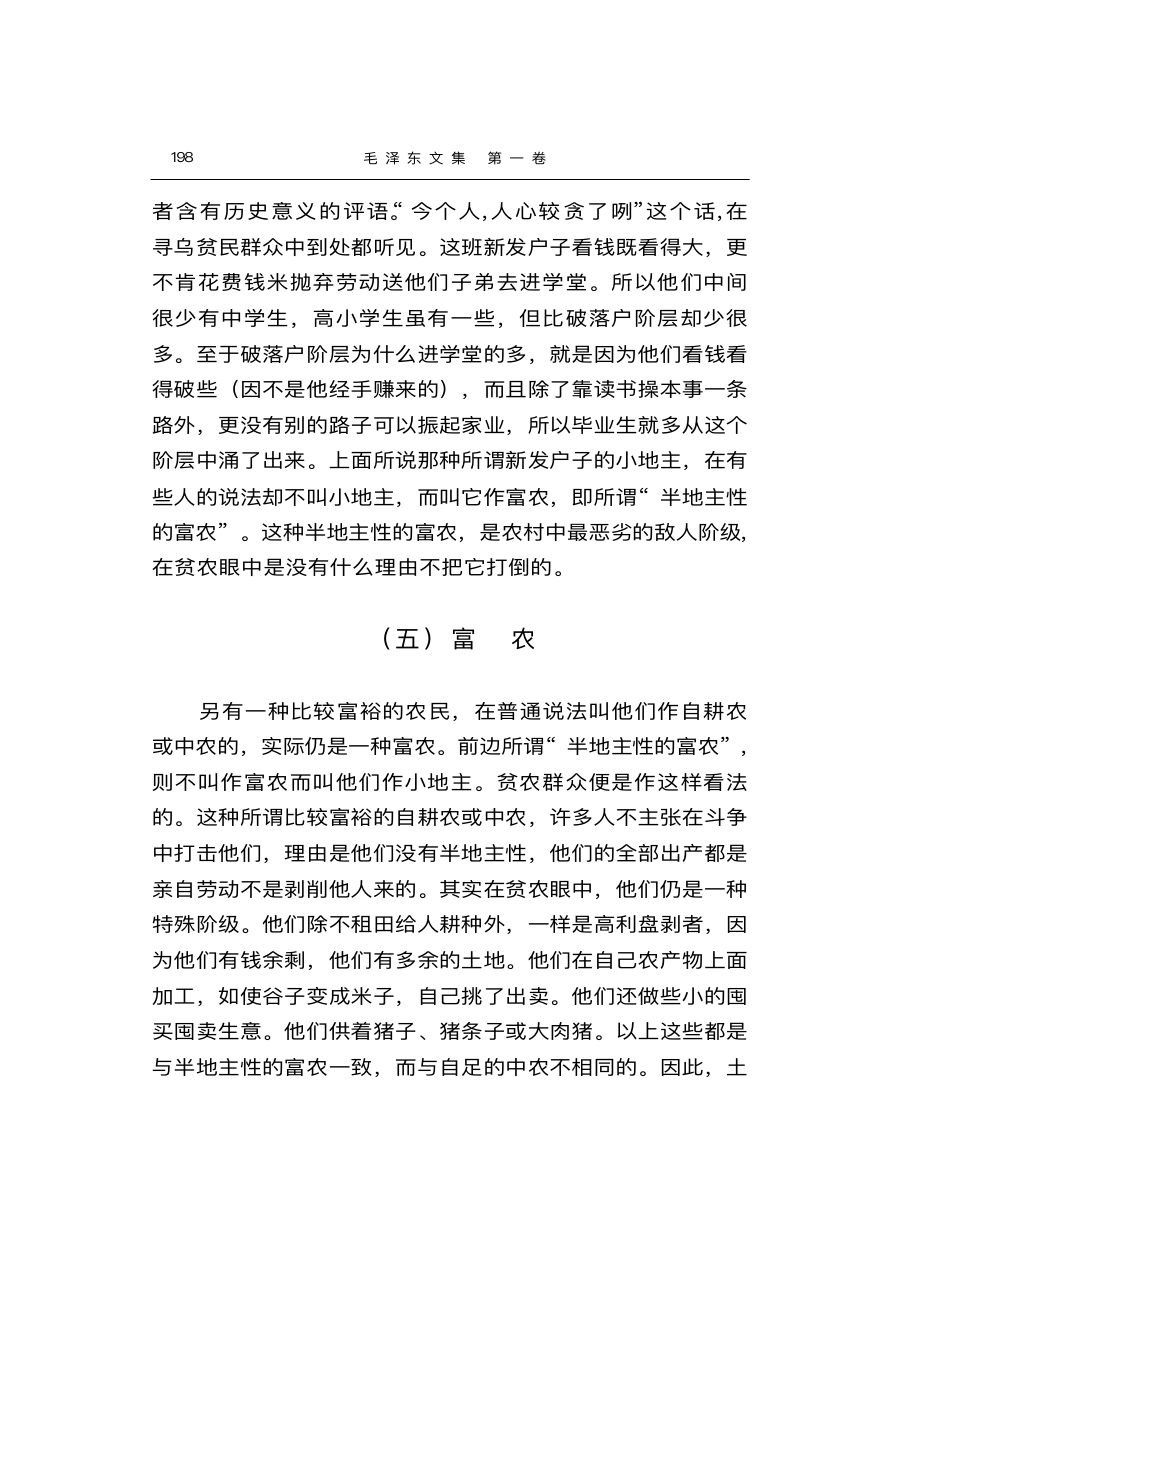 198 毛泽东文集 第一卷
者含有历史意义的评语。“今个人,人心较贪了咧”这个话,在
寻乌贫民群众中到处都听见。这班新发户子看钱既看得大，更
不肯花费钱米抛弃劳动送他们子弟去进学堂。所以他们中间
很少有中学生，高小学生虽有一些，但比破落户阶层却少很
多。至于破落户阶层为什么进学堂的多，就是因为他们看钱看
得破些（因不是他经手赚来的），而且除了靠读书操本事一条
路外，更没有别的路子可以振起家业，所以毕业生就多从这个
阶层中涌了出来。上面所说那种所谓新发户子的小地主，在有
些人的说法却不叫小地主，而叫它作富农，即所谓“半地主性
的富农”。这种半地主性的富农，是农村中最恶劣的敌人阶级,
在贫农眼中是没有什么理由不把它打倒的。
（五）富 农
另有一种比较富裕的农民，在普通说法叫他们作自耕农
或中农的，实际仍是一种富农。前边所谓“半地主性的富农”，
则不叫作富农而叫他们作小地主。贫农群众便是作这样看法
的。这种所谓比较富裕的自耕农或中农，许多人不主张在斗争
中打击他们，理由是他们没有半地主性，他们的全部出产都是
亲自劳动不是剥削他人来的。其实在贫农眼中，他们仍是一种
特殊阶级。他们除不租田给人耕种外，一样是高利盘剥者，因
为他们有钱余剩，他们有多余的土地。他们在自己农产物上面
加工，如使谷子变成米子，自己挑了出卖。他们还做些小的囤
买囤卖生意。他们供着猪子、猪条子或大肉猪。以上这些都是
与半地主性的富农一致，而与自足的中农不相同的。因此，土